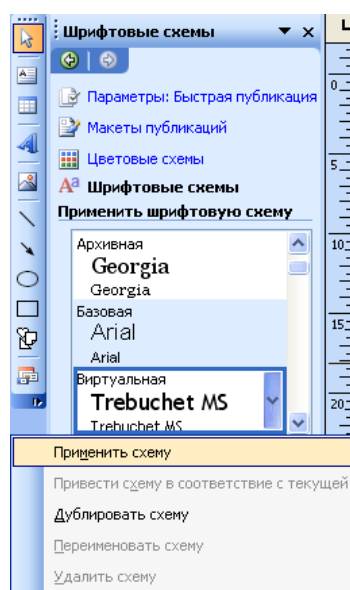 Шрифтовые схемы
Параметры: Быстрая публикация
Макеты публикаций
Цветовые схемы
Aa Шрифтовые схемы
Применить шрифтовую схему
Архивная
Georgia
Georgia
Базовая
Arial
Arial
Виртуальная
Trebuchet MS
Trebuchet MS
Применить схему
Привести схему в соответствие с текущей
Дублировать схему
Переименовать схему
Удалить схему
L
0
5
10
15
20